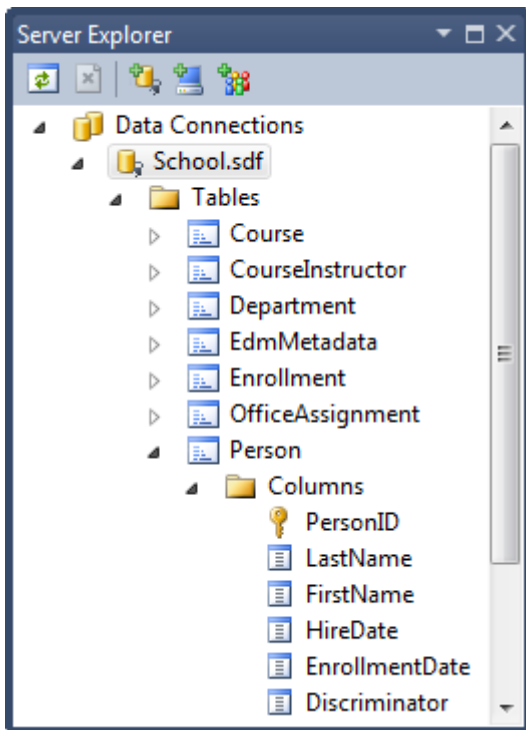 Server Explorer
Data Connections
School.sdf
Tables
Course
CourseInstructor
Department
EdmMetadata
Enrollment
OfficeAssignment
Person
Columns
PersonID
LastName
FirstName
HireDate
EnrollmentDate
Discriminator